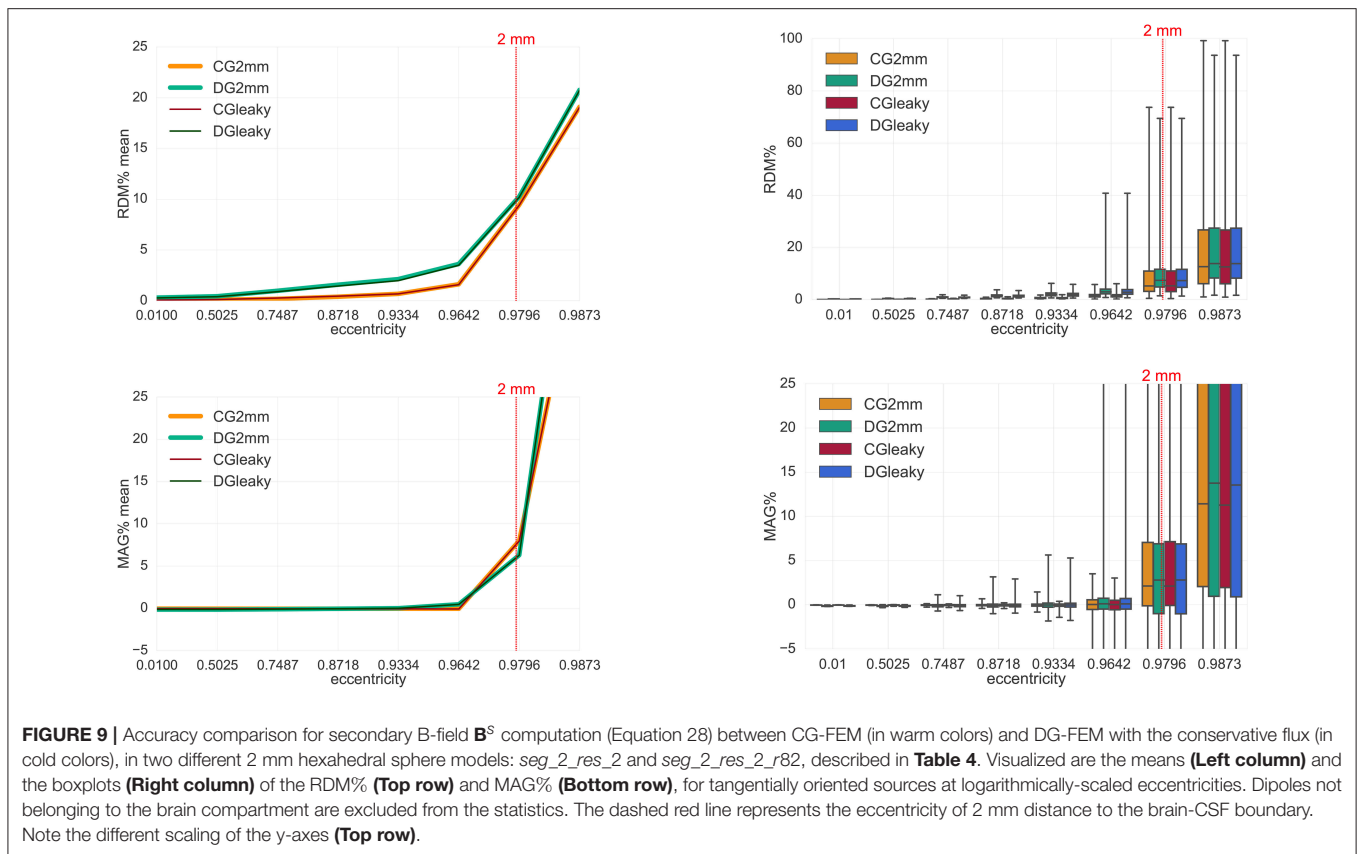 2 mm
25
20
15
10
5
0
RDM% mean
CG2mm
DG2mm
CGleaky
DGleaky
0.0100 0.5025 0.7487 0.8718 0.9334 0.9642 0.9796 0.9873
eccentricity
2 mm
100
80
60
40
20
0
RDM%
CG2mm
DG2mm
CGleaky
DGleaky
0.01 0.5025 0.7487 0.8718 0.9334 0.9642 0.9796 0.9873
eccentricity
2 mm
25
20
15
10
5
0
−5
MAG% mean
CG2mm
DG2mm
CGleaky
DGleaky
0.0100 0.5025 0.7487 0.8718 0.9334 0.9642 0.9796 0.9873
eccentricity
2 mm
25
20
15
10
5
0
−5
MAG%
CG2mm
DG2mm
CGleaky
DGleaky
0.01 0.5025 0.7487 0.8718 0.9334 0.9642 0.9796 0.9873
eccentricity
FIGURE 9 | Accuracy comparison for secondary B-field B^S computation (Equation 28) between CG-FEM (in warm colors) and DG-FEM with the conservative flux (in
cold colors), in two different 2 mm hexahedral sphere models: seg_2_res_2 and seg_2_res_2_r82, described in Table 4. Visualized are the means (Left column) and
the boxplots (Right column) of the RDM% (Top row) and MAG% (Bottom row), for tangentially oriented sources at logarithmically-scaled eccentricities. Dipoles not
belonging to the brain compartment are excluded from the statistics. The dashed red line represents the eccentricity of 2 mm distance to the brain-CSF boundary.
Note the different scaling of the y-axes (Top row).